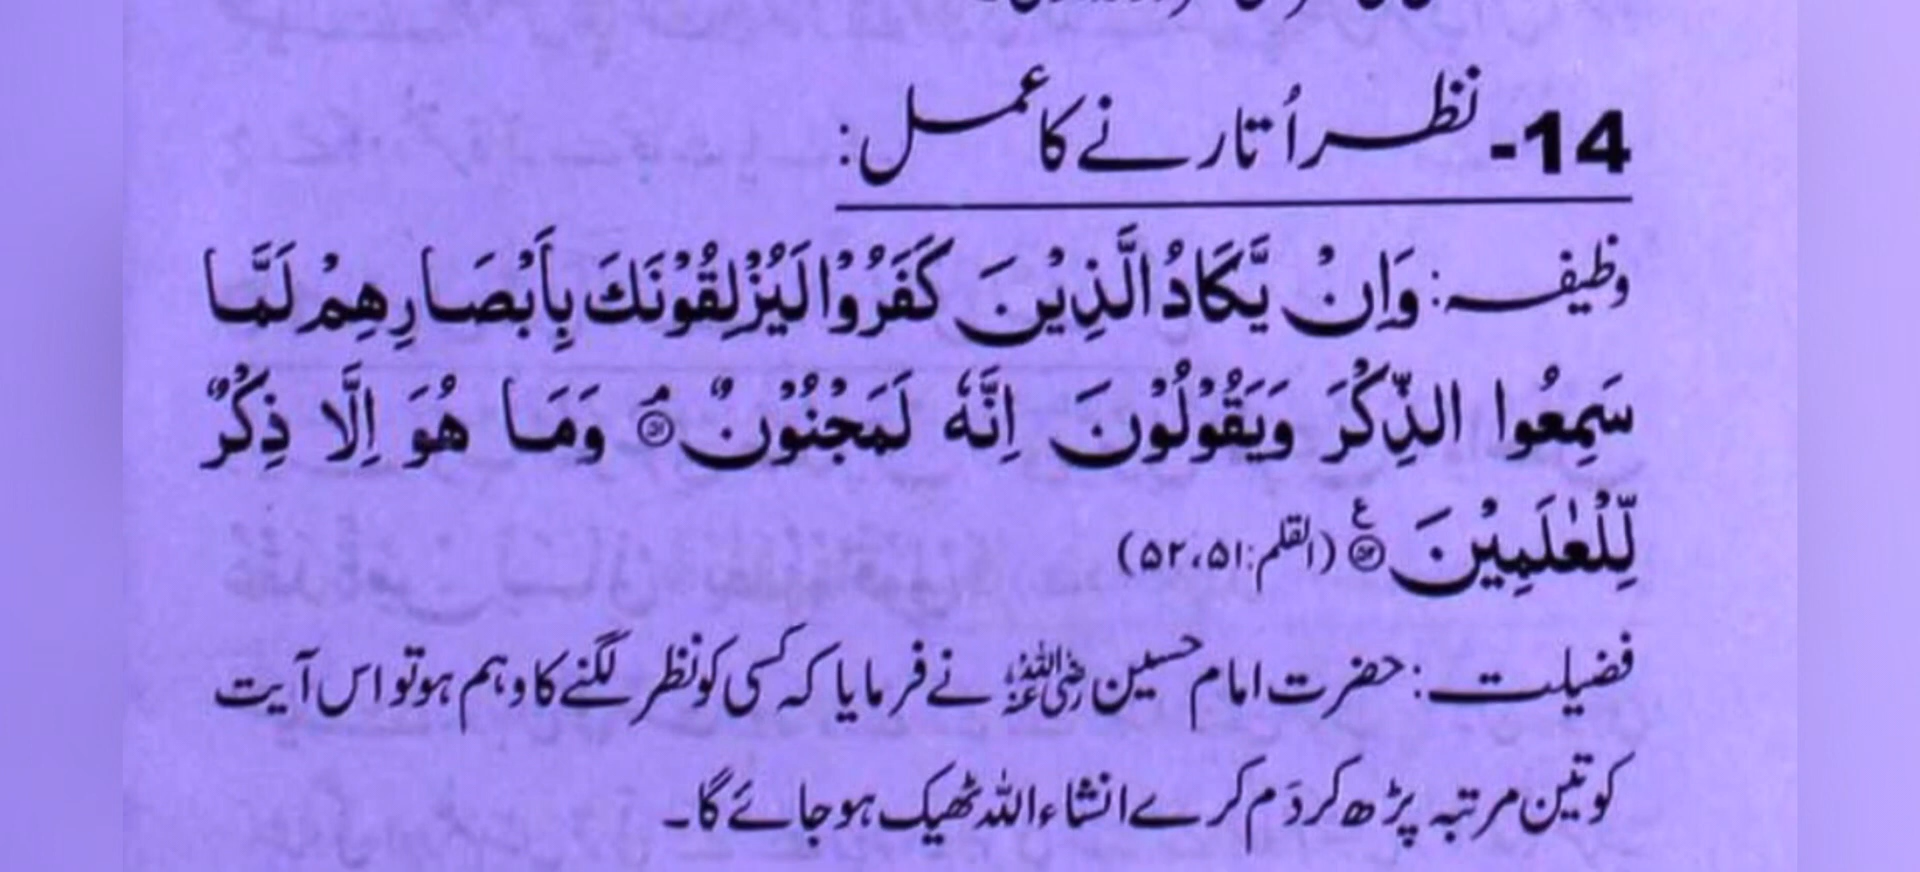 14- نظر اُتارنے کا عمل:
وظیفہ: وَاِنْ يَّكَادُ الَّذِيْنَ كَفَرُوْا لَيُزْلِقُوْنَكَ بِاَبْصَارِهِمْ لَمَّا
سَمِعُوا الذِّكْرَ وَيَقُوْلُوْنَ اِنَّهٗ لَمَجْنُوْنٌ ۘ﴿۵۱﴾ وَمَا هُوَ اِلَّا ذِكْرٌ
لِّلْعٰلَمِيْنَ ﴿۵۲﴾ ع (القلم:۵۱،۵۲)
فضیلت: حضرت امام حسین رضی اللہ عنہ نے فرمایا کہ کسی کو نظر لگنے کا وہم ہو تو اس آیت
کو تین مرتبہ پڑھ کر دَم کرے انشاء اللہ ٹھیک ہو جائے گا۔